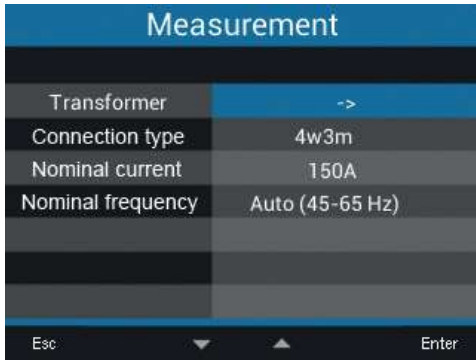 Measurement
Transformer ->
Connection type 4w3m
Nominal current 150A
Nominal frequency Auto (45-65 Hz)
Esc Enter